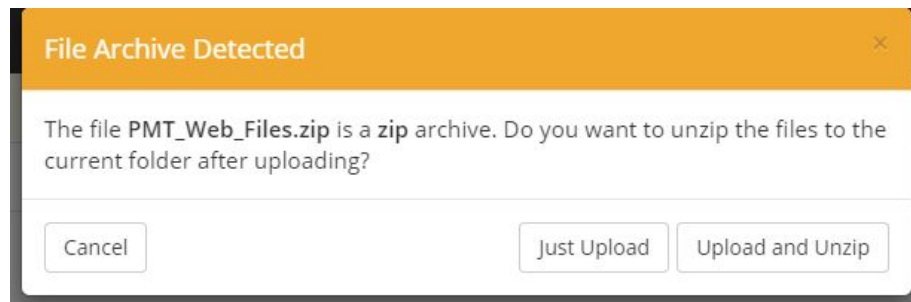 File Archive Detected ×
The file PMT_Web_Files.zip is a zip archive. Do you want to unzip the files to the
current folder after uploading?
Cancel Just Upload Upload and Unzip